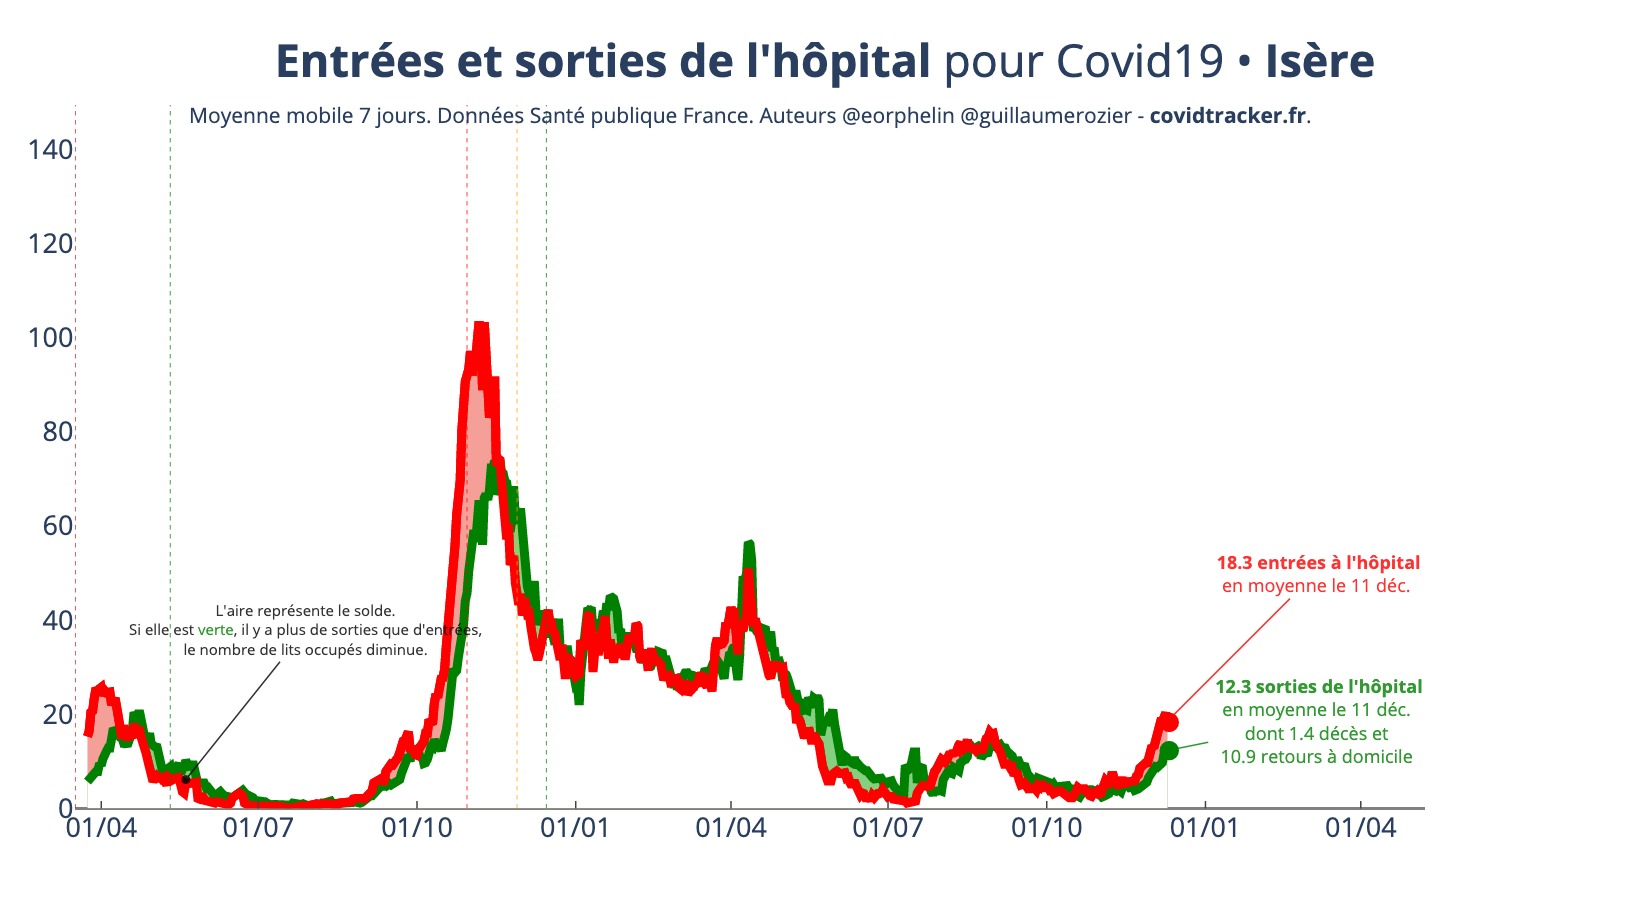 Entrées et sorties de l'hôpital pour Covid19 • Isère
Moyenne mobile 7 jours. Données Santé publique France. Auteurs @eorphelin @guillaumerozier - covidtracker.fr.
140
120
100
80
60
40
20
0
L'aire représente le solde.
Si elle est verte, il y a plus de sorties que d'entrées,
le nombre de lits occupés diminue.
18.3 entrées à l'hôpital
en moyenne le 11 déc.
12.3 sorties de l'hôpital
en moyenne le 11 déc.
dont 1.4 décès et
10.9 retours à domicile
01/04
01/07
01/10
01/01
01/04
01/07
01/10
01/01
01/04